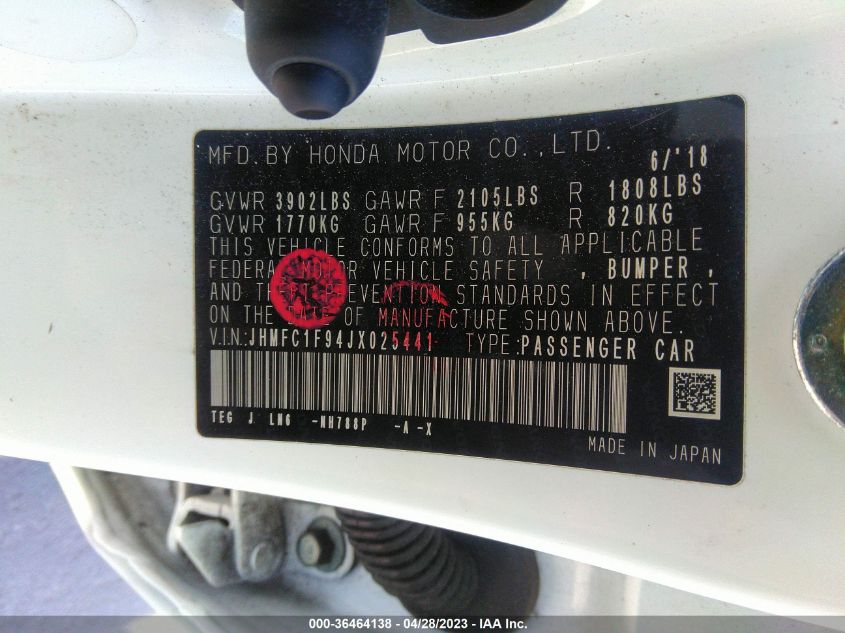 MFD. BY HONDA MOTOR CO., LTD. 6/'18
GVWR 3902LBS GAWR F 2105LBS R 1808LBS
GVWR 1770KG GAWR F 955KG R 820KG
THIS VEHICLE CONFORMS TO ALL APPLICABLE
FEDERAL MOTOR VEHICLE SAFETY , BUMPER ,
AND THEFT PREVENTION STANDARDS IN EFFECT
ON THE DATE OF MANUFACTURE SHOWN ABOVE.
V.I.N.: JHMFC1F94JX025441 TYPE: PASSENGER CAR
TEG J LN6 -NH788P -A -X
MADE IN JAPAN
000-36464138 - 04/28/2023 - IAA Inc.